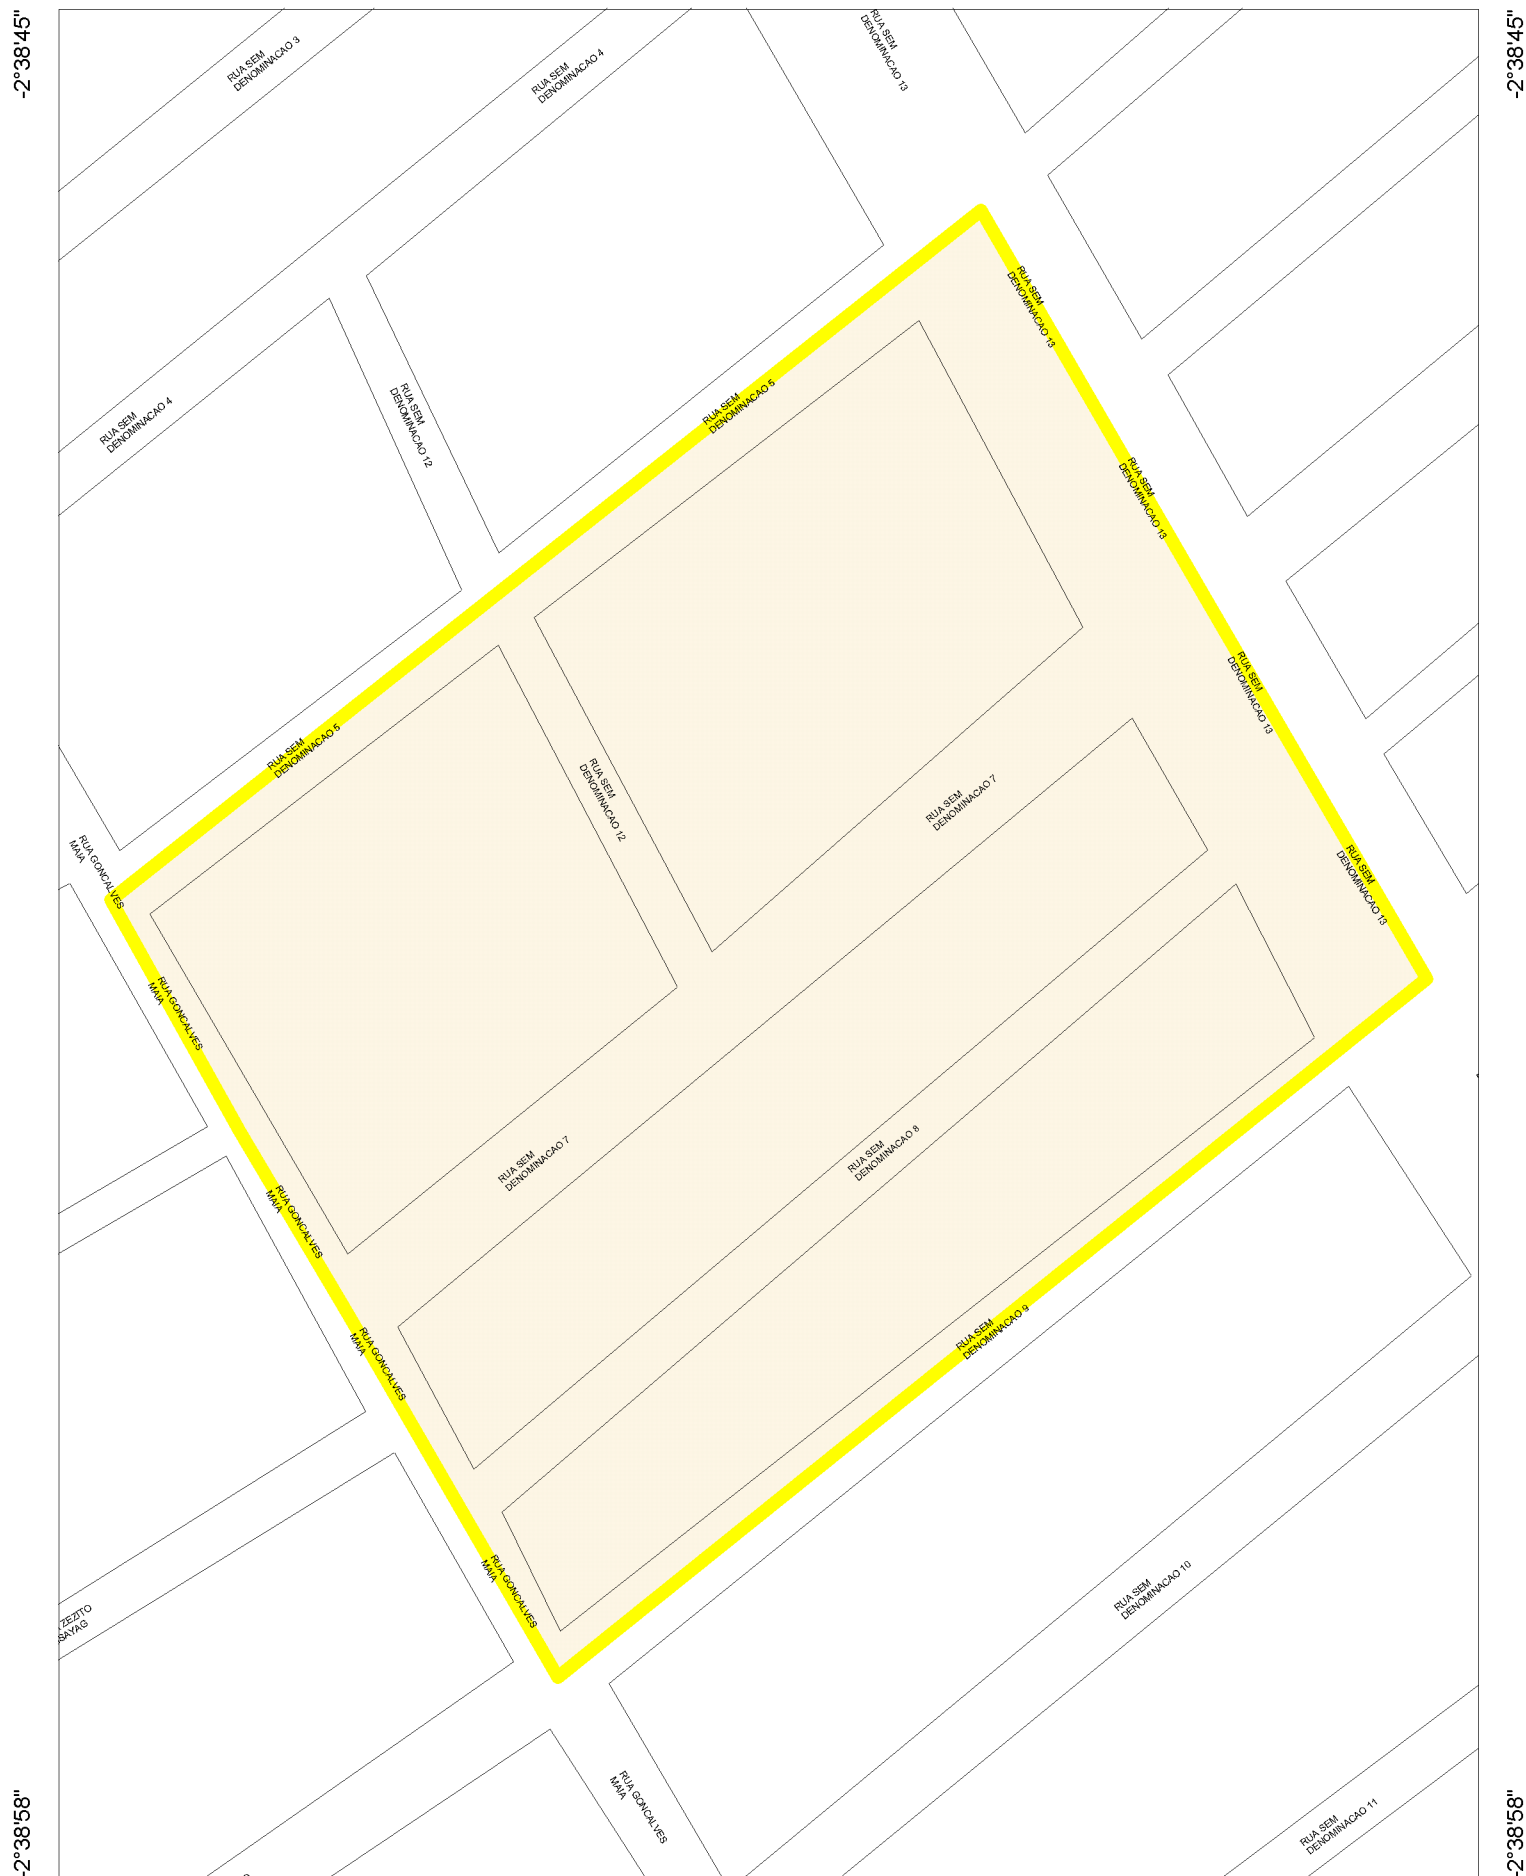 -2°38'45"
-2°38'45"
RUA SEM
DENOMINACAO 3
RUA SEM
DENOMINACAO 4
RUA SEM
DENOMINACAO 13
RUA SEM
DENOMINACAO 13
RUA SEM
DENOMINACAO 5
RUA SEM
DENOMINACAO 4
RUA SEM
DENOMINACAO 12
RUA SEM
DENOMINACAO 13
RUA SEM
DENOMINACAO 13
RUA SEM
DENOMINACAO 5
RUA SEM
DENOMINACAO 12
RUA SEM
DENOMINACAO 7
RUA GONCALVES
MAIA
RUA SEM
DENOMINACAO 13
RUA GONCALVES
MAIA
RUA SEM
DENOMINACAO 7
RUA SEM
DENOMINACAO 8
RUA GONCALVES
MAIA
RUA SEM
DENOMINACAO 9
RUA GONCALVES
MAIA
RUA GONCALVES
MAIA
RUA SEM
DENOMINACAO 10
ZEZITO
SAYAG
RUA GONCALVES
MAIA
RUA SEM
DENOMINACAO 11
-2°38'58"
-2°38'58"